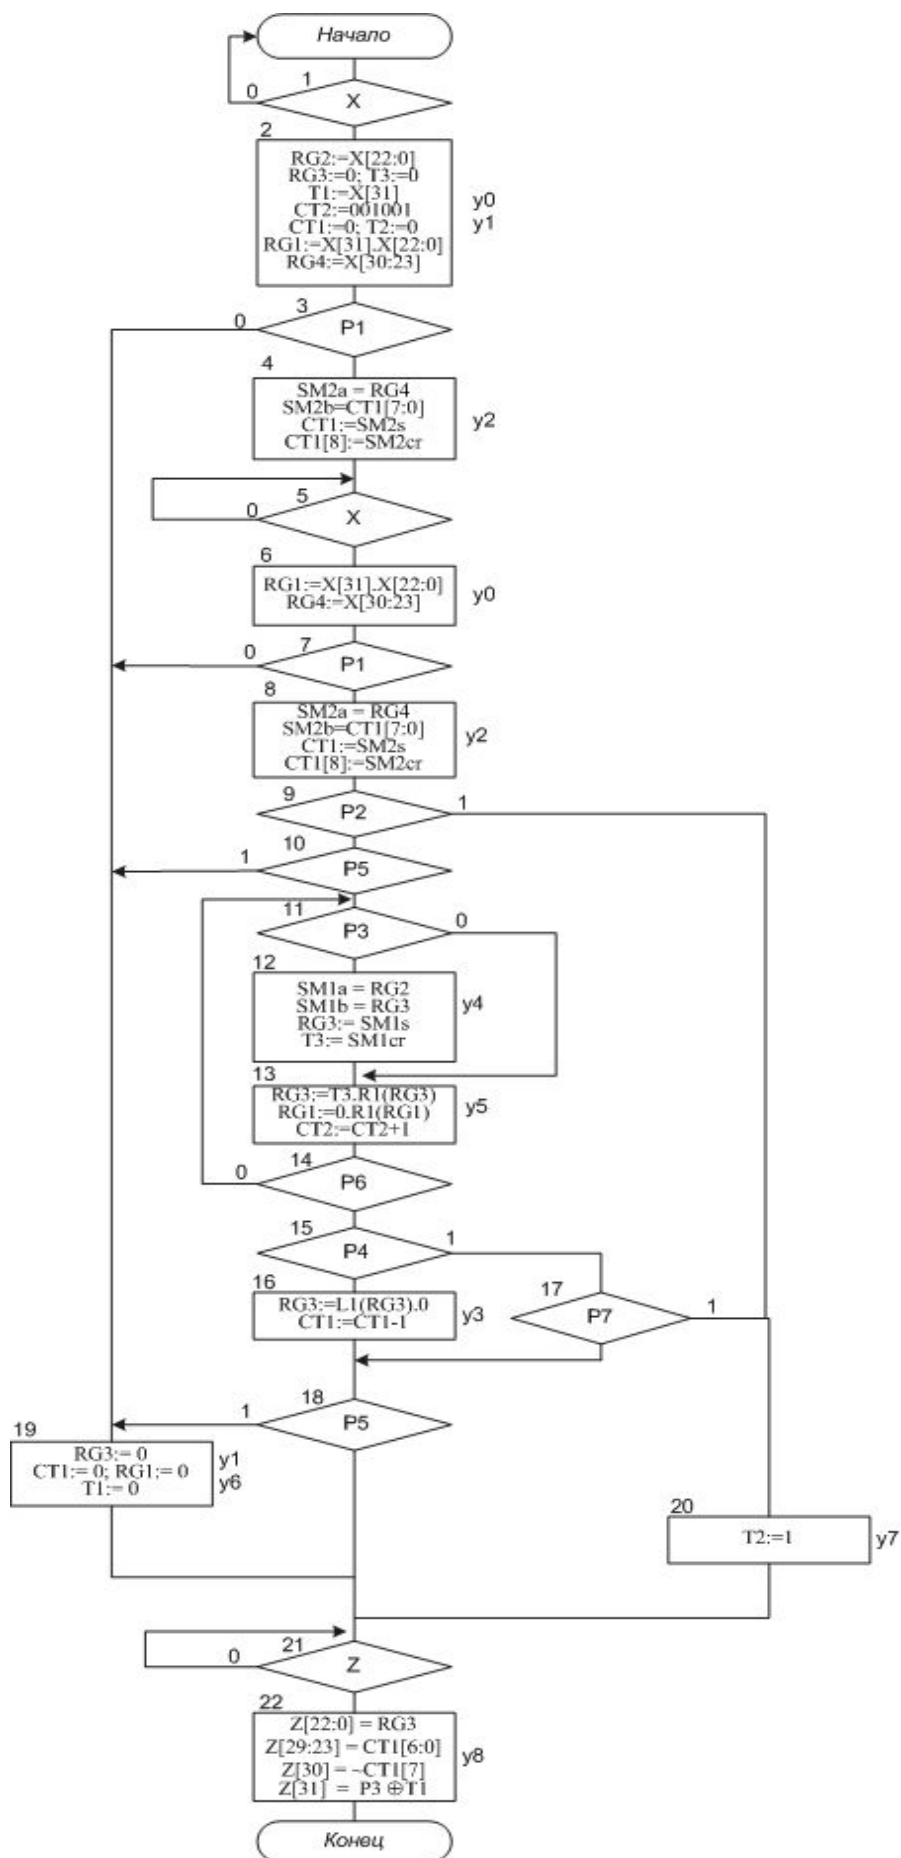 Начало
1
0
X
2
RG2:=X[22:0]
RG3:=0; T3:=0
T1:=X[31]
CT2:=001001
CT1:=0; T2:=0
RG1:=X[31].X[22:0]
RG4:=X[30:23]
y0
y1
3
0
P1
4
SM2a = RG4
SM2b=CT1[7:0]
CT1:=SM2s
CT1[8]:=SM2cr
y2
5
0
X
6
RG1:=X[31].X[22:0]
RG4:=X[30:23]
y0
7
0
P1
8
SM2a = RG4
SM2b=CT1[7:0]
CT1:=SM2s
CT1[8]:=SM2cr
y2
9
P2
1
10
1
P5
11
P3
0
12
SM1a = RG2
SM1b = RG3
RG3:= SM1s
T3:= SM1cr
y4
13
RG3:=T3.R1(RG3)
RG1:=0.R1(RG1)
CT2:=CT2+1
y5
14
0
P6
15
P4
1
16
RG3:=L1(RG3).0
CT1:=CT1-1
y3
17
P7
1
18
1
P5
19
RG3:= 0
CT1:= 0; RG1:= 0
T1:= 0
y1
y6
20
T2:=1
y7
21
0
Z
22
Z[22:0] = RG3
Z[29:23] = CT1[6:0]
Z[30] = ~CT1[7]
Z[31] = P3 ⊕T1
y8
Конец